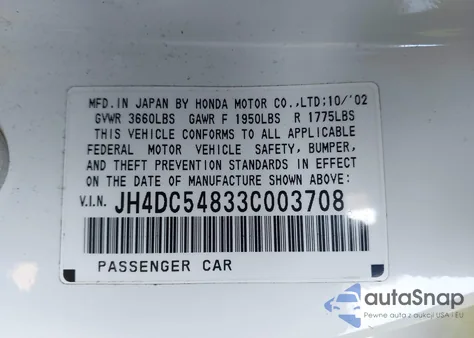 MFD. IN JAPAN BY HONDA MOTOR CO.,LTD;10/'02
GVWR 3660LBS GAWR F 1950LBS R 1775LBS
THIS VEHICLE CONFORMS TO ALL APPLICABLE
FEDERAL MOTOR VEHICLE SAFETY, BUMPER,
AND THEFT PREVENTION STANDARDS IN EFFECT
ON THE DATE OF MANUFACTURE SHOWN ABOVE:
V.I.N. JH4DC54833C003708
PASSENGER CAR
autoSnap
Pewne auta z aukcji USA i EU